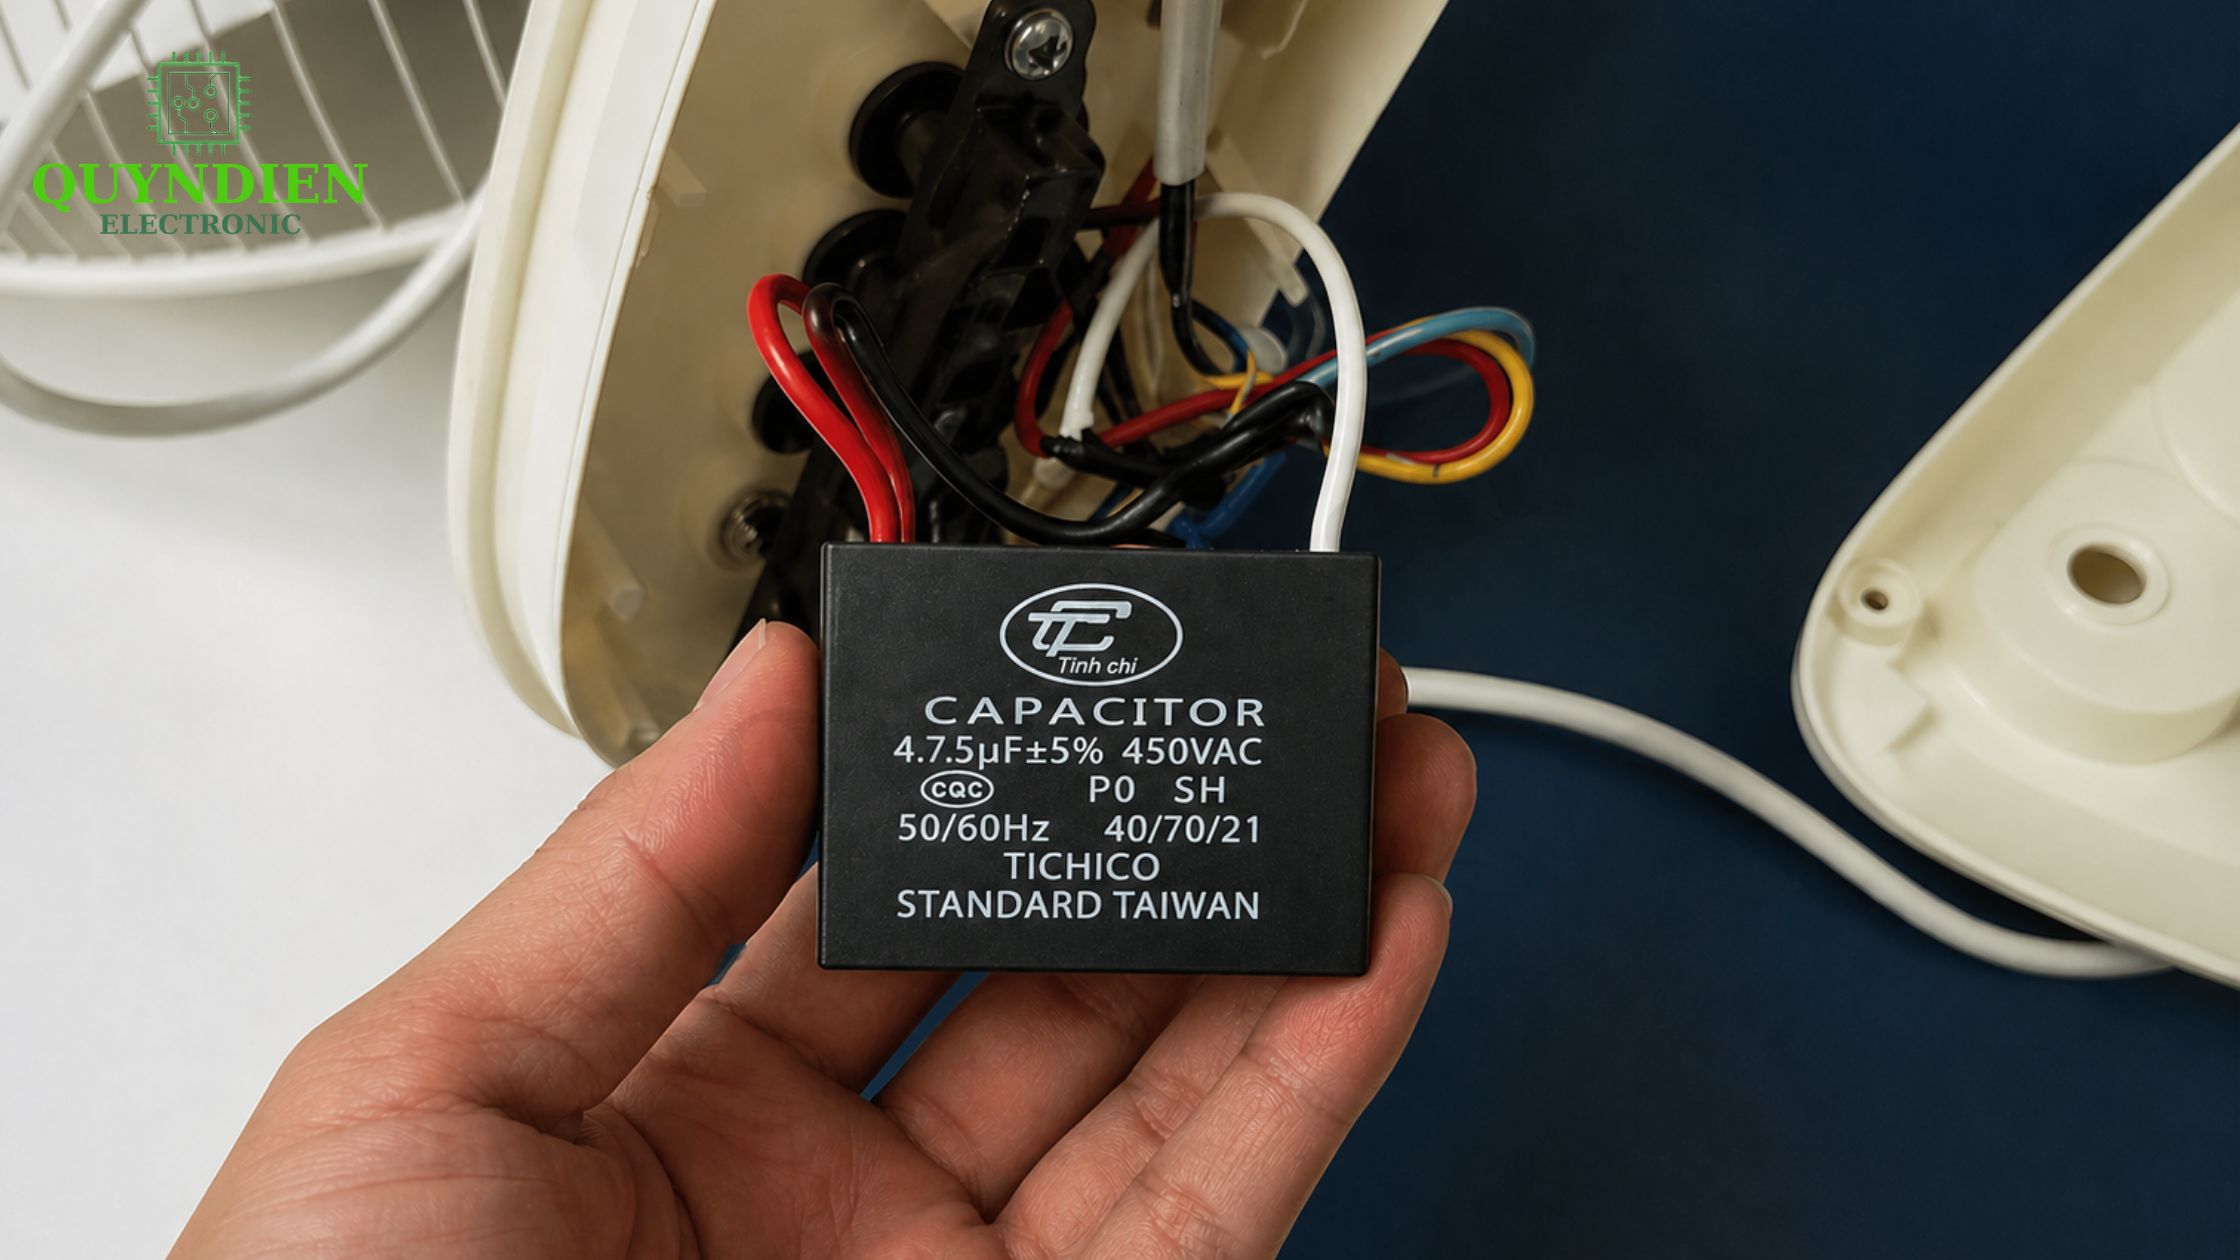 QUYNDIEN
ELECTRONIC
TC
Tinh chi
CAPACITOR
4.7.5µF±5% 450VAC
CQC P0 SH
50/60Hz 40/70/21
TICHICO
STANDARD TAIWAN